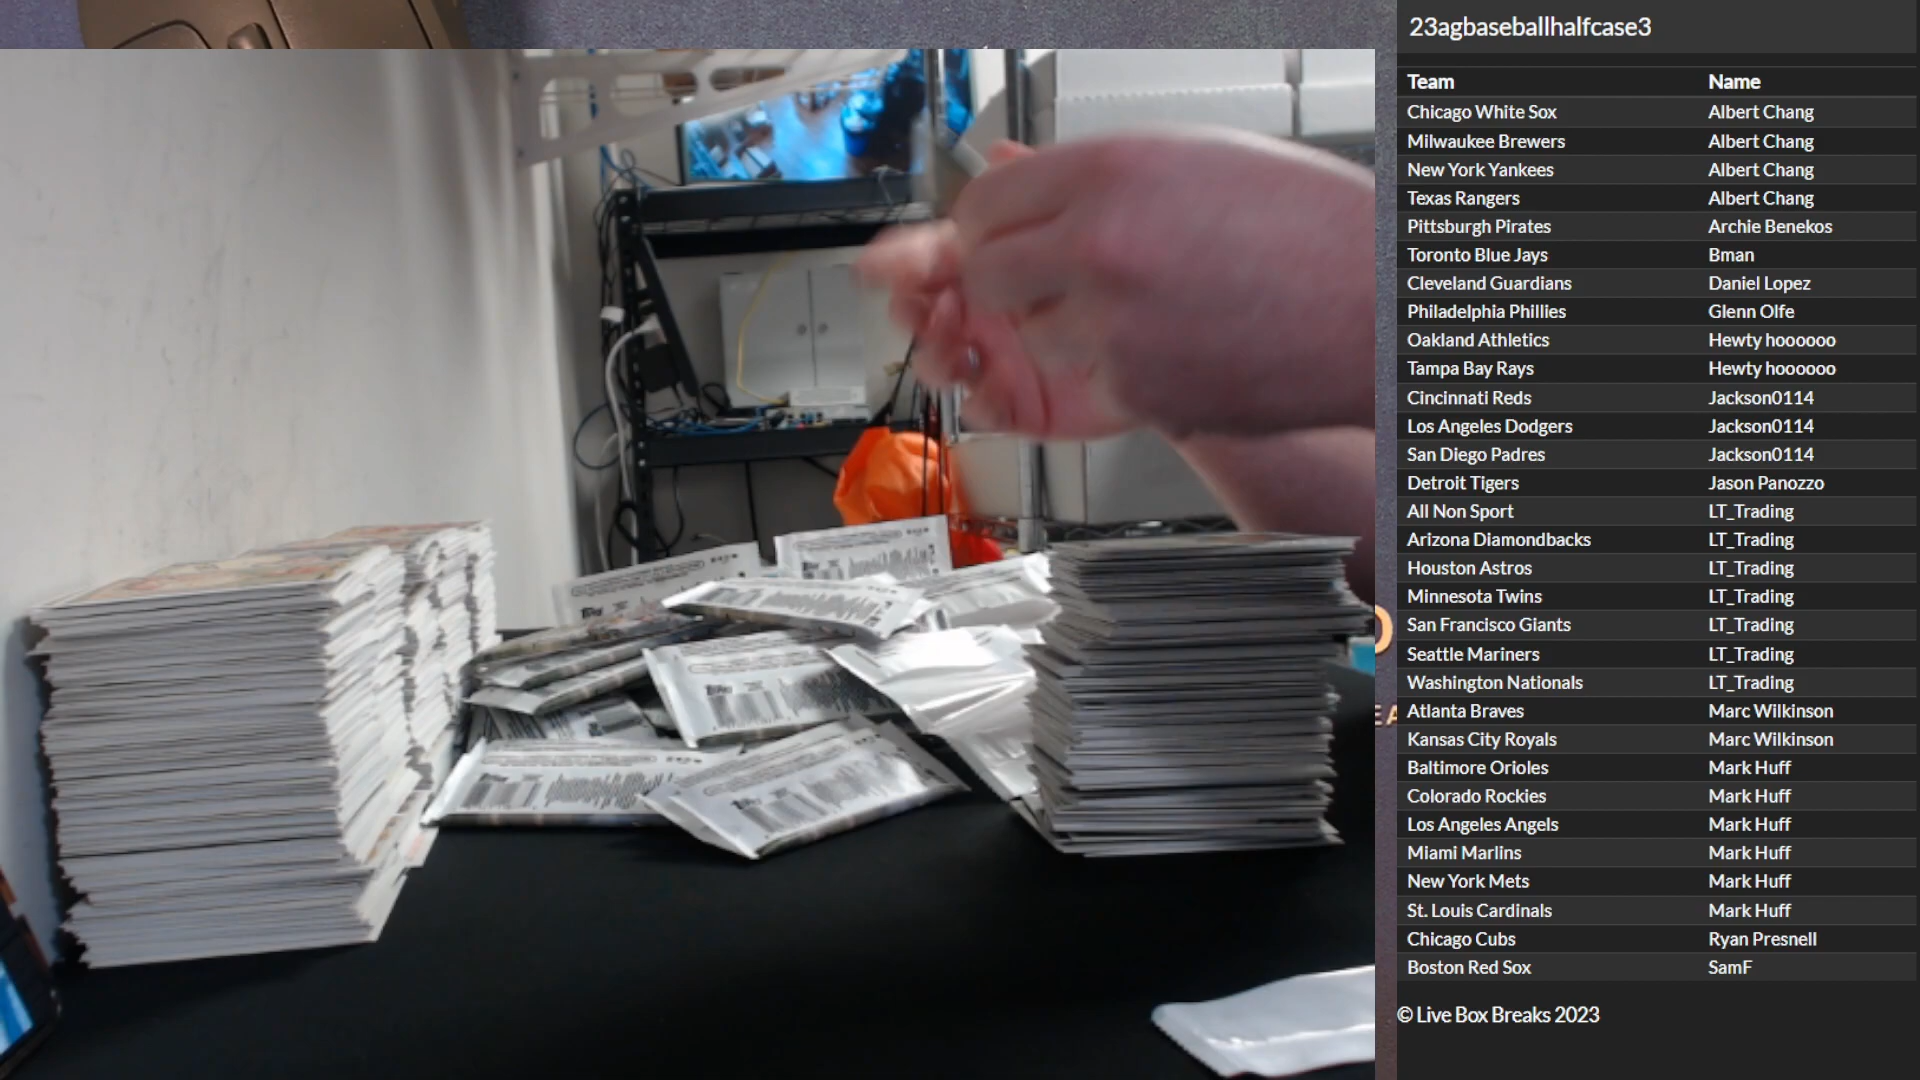 23agbaseballhalfcase3
Team Name
Chicago White Sox Albert Chang
Milwaukee Brewers Albert Chang
New York Yankees Albert Chang
Texas Rangers Albert Chang
Pittsburgh Pirates Archie Benekos
Toronto Blue Jays Bman
Cleveland Guardians Daniel Lopez
Philadelphia Phillies Glenn Olfe
Oakland Athletics Hewty hoooooo
Tampa Bay Rays Hewty hoooooo
Cincinnati Reds Jackson0114
Los Angeles Dodgers Jackson0114
San Diego Padres Jackson0114
Detroit Tigers Jason Panozzo
All Non Sport LT_Trading
Arizona Diamondbacks LT_Trading
Houston Astros LT_Trading
Minnesota Twins LT_Trading
San Francisco Giants LT_Trading
Seattle Mariners LT_Trading
Washington Nationals LT_Trading
Atlanta Braves Marc Wilkinson
Kansas City Royals Marc Wilkinson
Baltimore Orioles Mark Huff
Colorado Rockies Mark Huff
Los Angeles Angels Mark Huff
Miami Marlins Mark Huff
New York Mets Mark Huff
St. Louis Cardinals Mark Huff
Chicago Cubs Ryan Presnell
Boston Red Sox SamF
© Live Box Breaks 2023